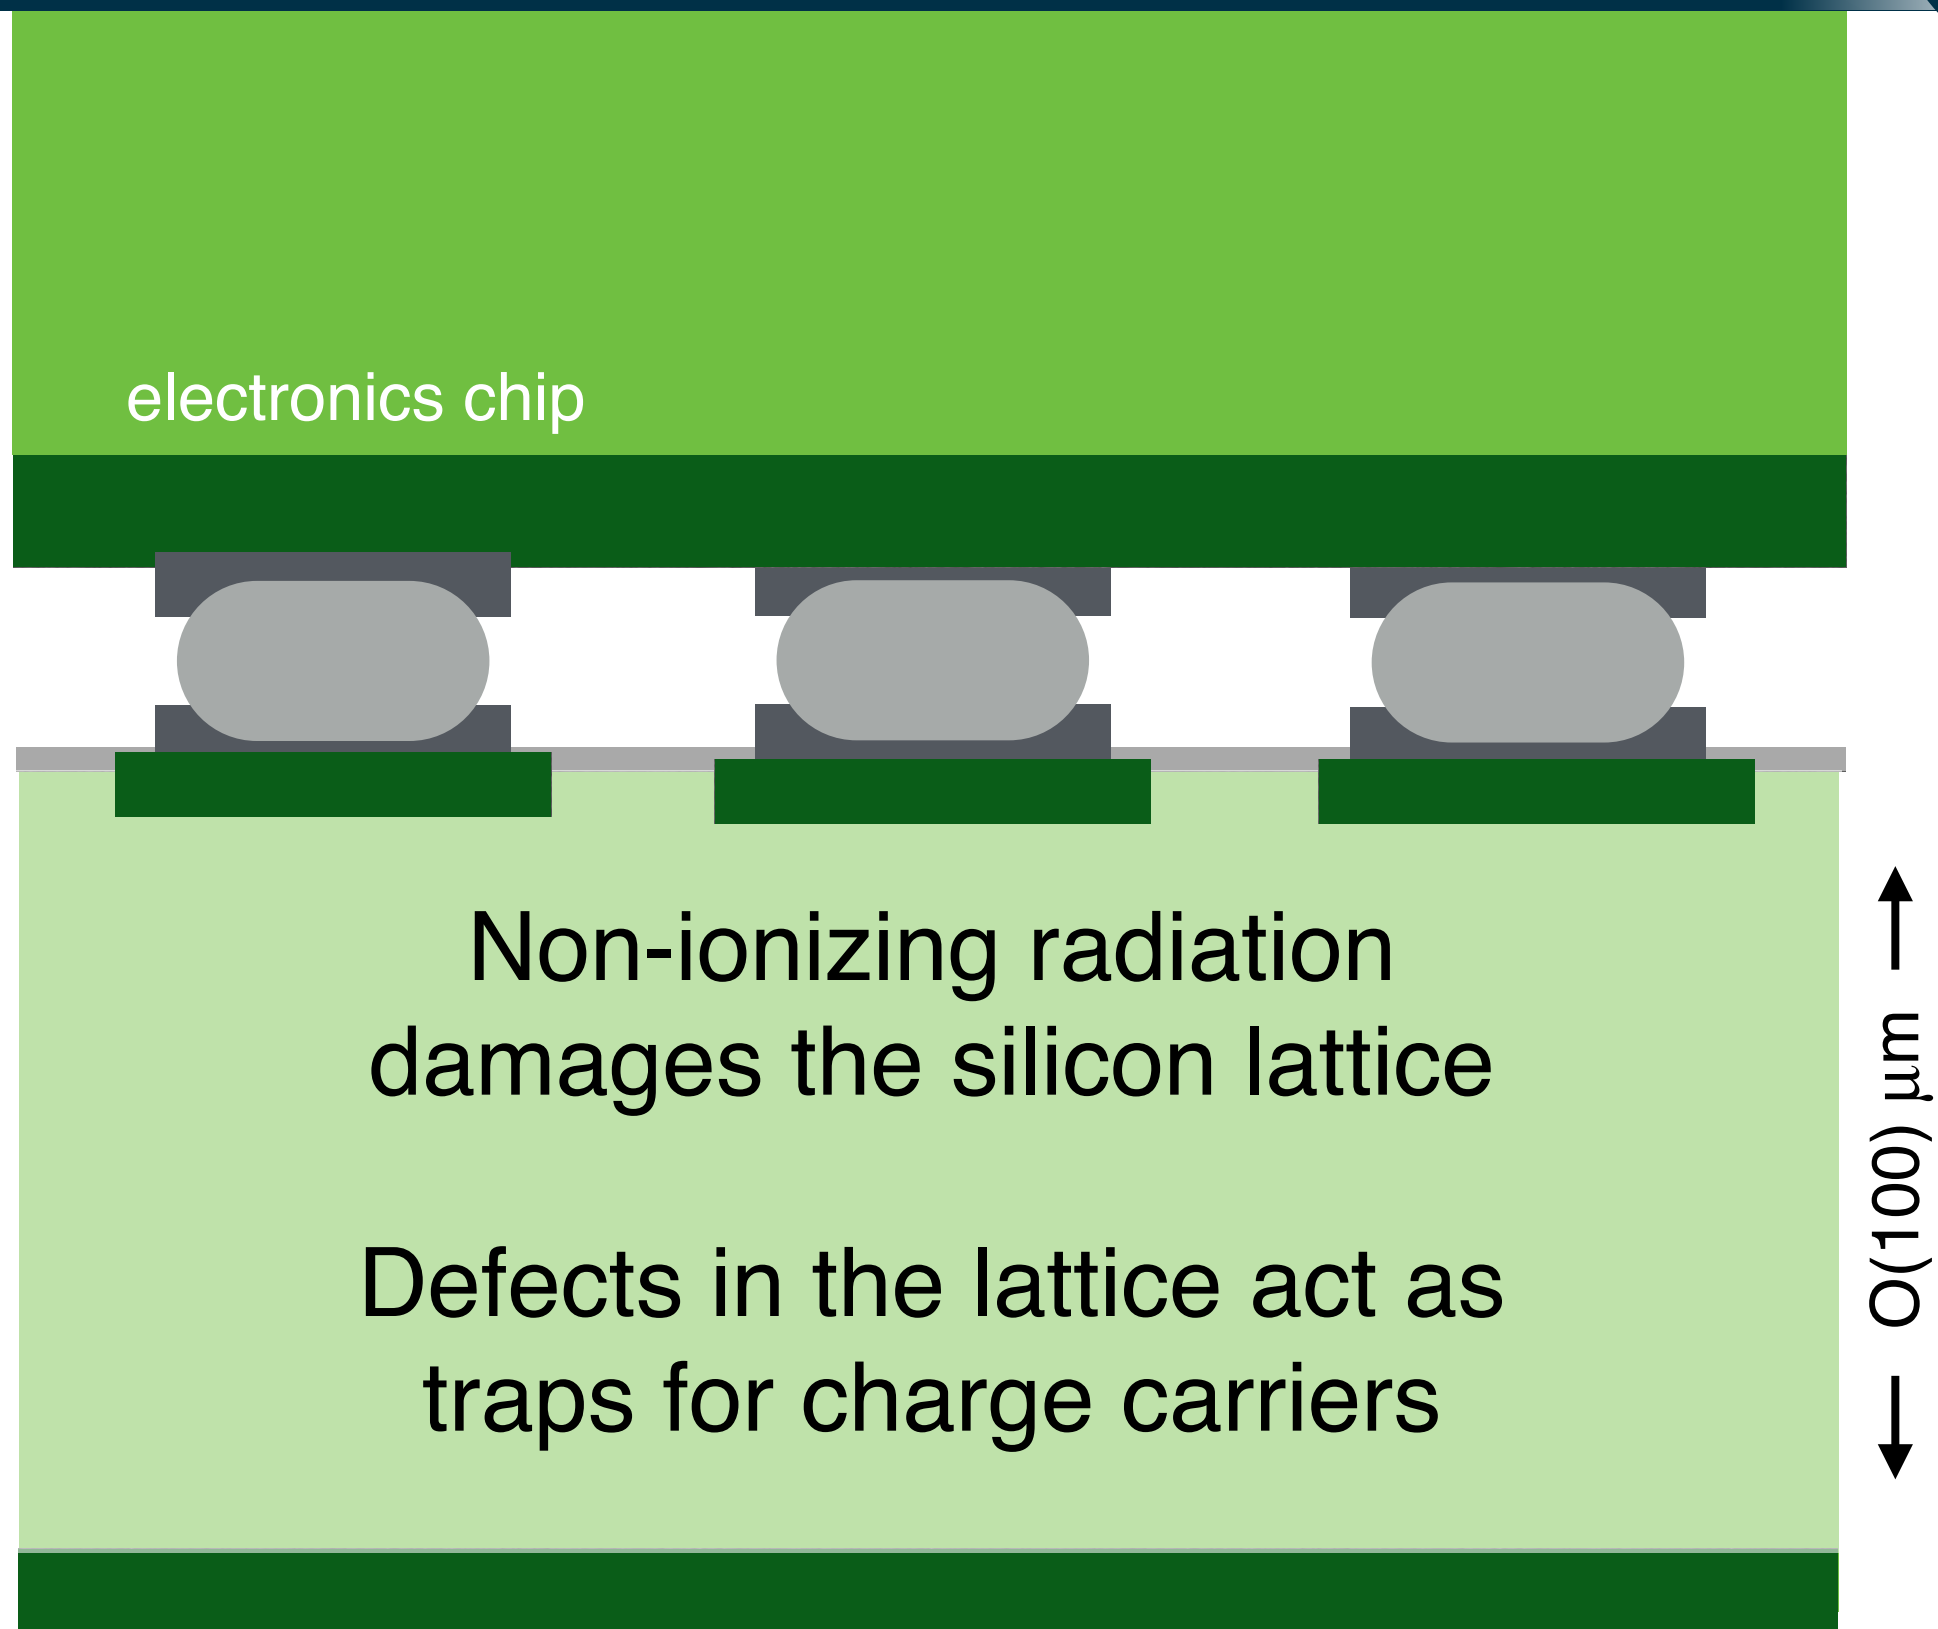 electronics chip
Non-ionizing radiation
damages the silicon lattice
Defects in the lattice act as
traps for charge carriers
O(100) μm